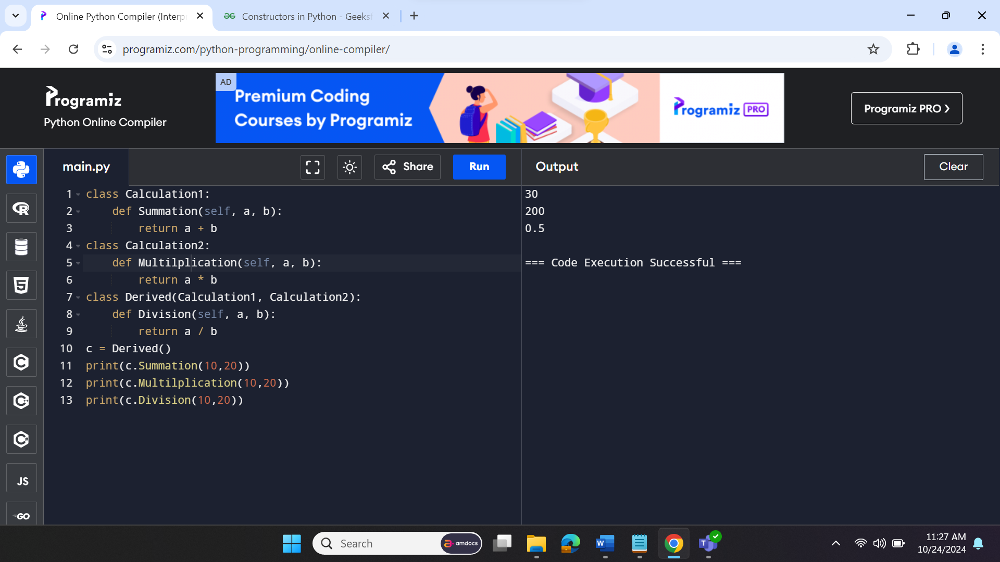 Online Python Compiler (Interp
Constructors in Python - Geeks
programiz.com/python-programming/online-compiler/
Programiz
Python Online Compiler
AD
Premium Coding
Courses by Programiz
Programiz PRO
Programiz PRO ❯
main.py
Share
Run
Output
Clear
1 class Calculation1:
2     def Summation(self, a, b):
3         return a + b
4 class Calculation2:
5     def Multilplication(self, a, b):
6         return a * b
7 class Derived(Calculation1, Calculation2):
8     def Division(self, a, b):
9         return a / b
10 c = Derived()
11 print(c.Summation(10,20))
12 print(c.Multilplication(10,20))
13 print(c.Division(10,20))
30
200
0.5
=== Code Execution Successful ===
R
5
C
C++
C#
JS
GO
Search
amdocs
W
T
11:27 AM
10/24/2024